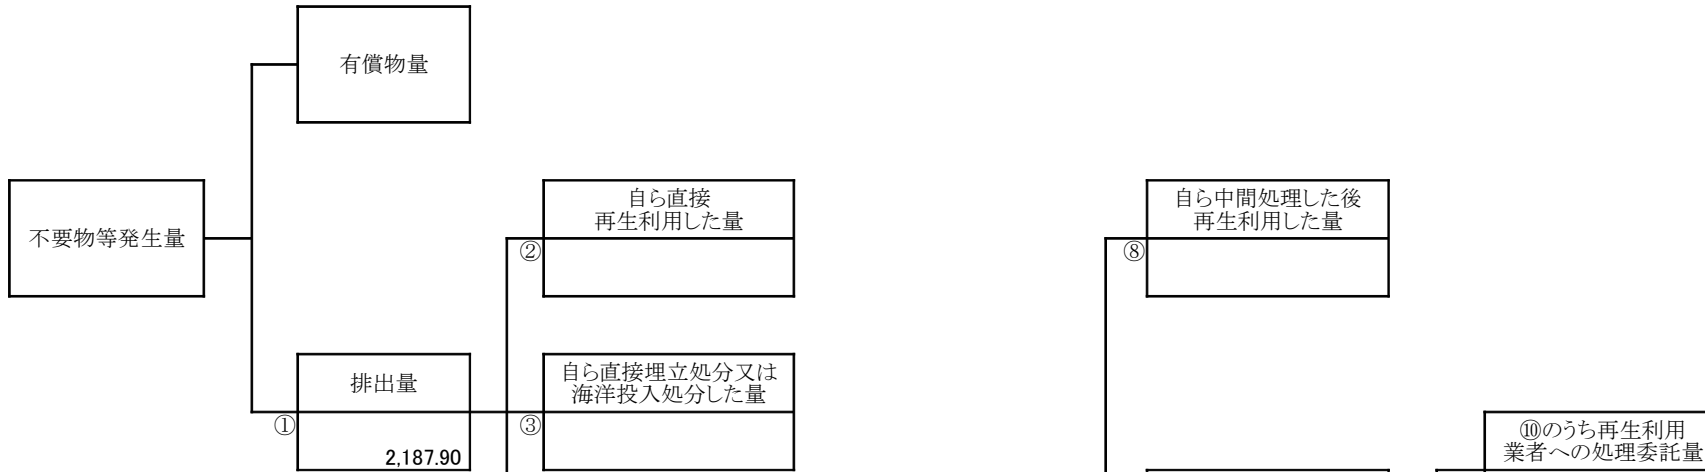 有償物量
不要物等発生量
自ら直接
再生利用した量
②
自ら中間処理した後
再生利用した量
⑧
排出量
①
2,187.90
自ら直接埋立処分又は
海洋投入処分した量
③
⑩のうち再生利用
業者への処理委託量